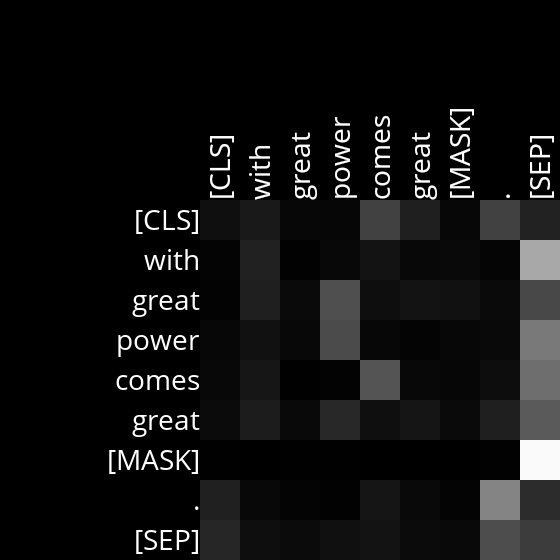 [CLS] with great power comes great [MASK] . [SEP]
[CLS]
with
great
power
comes
great
[MASK]
.
[SEP]